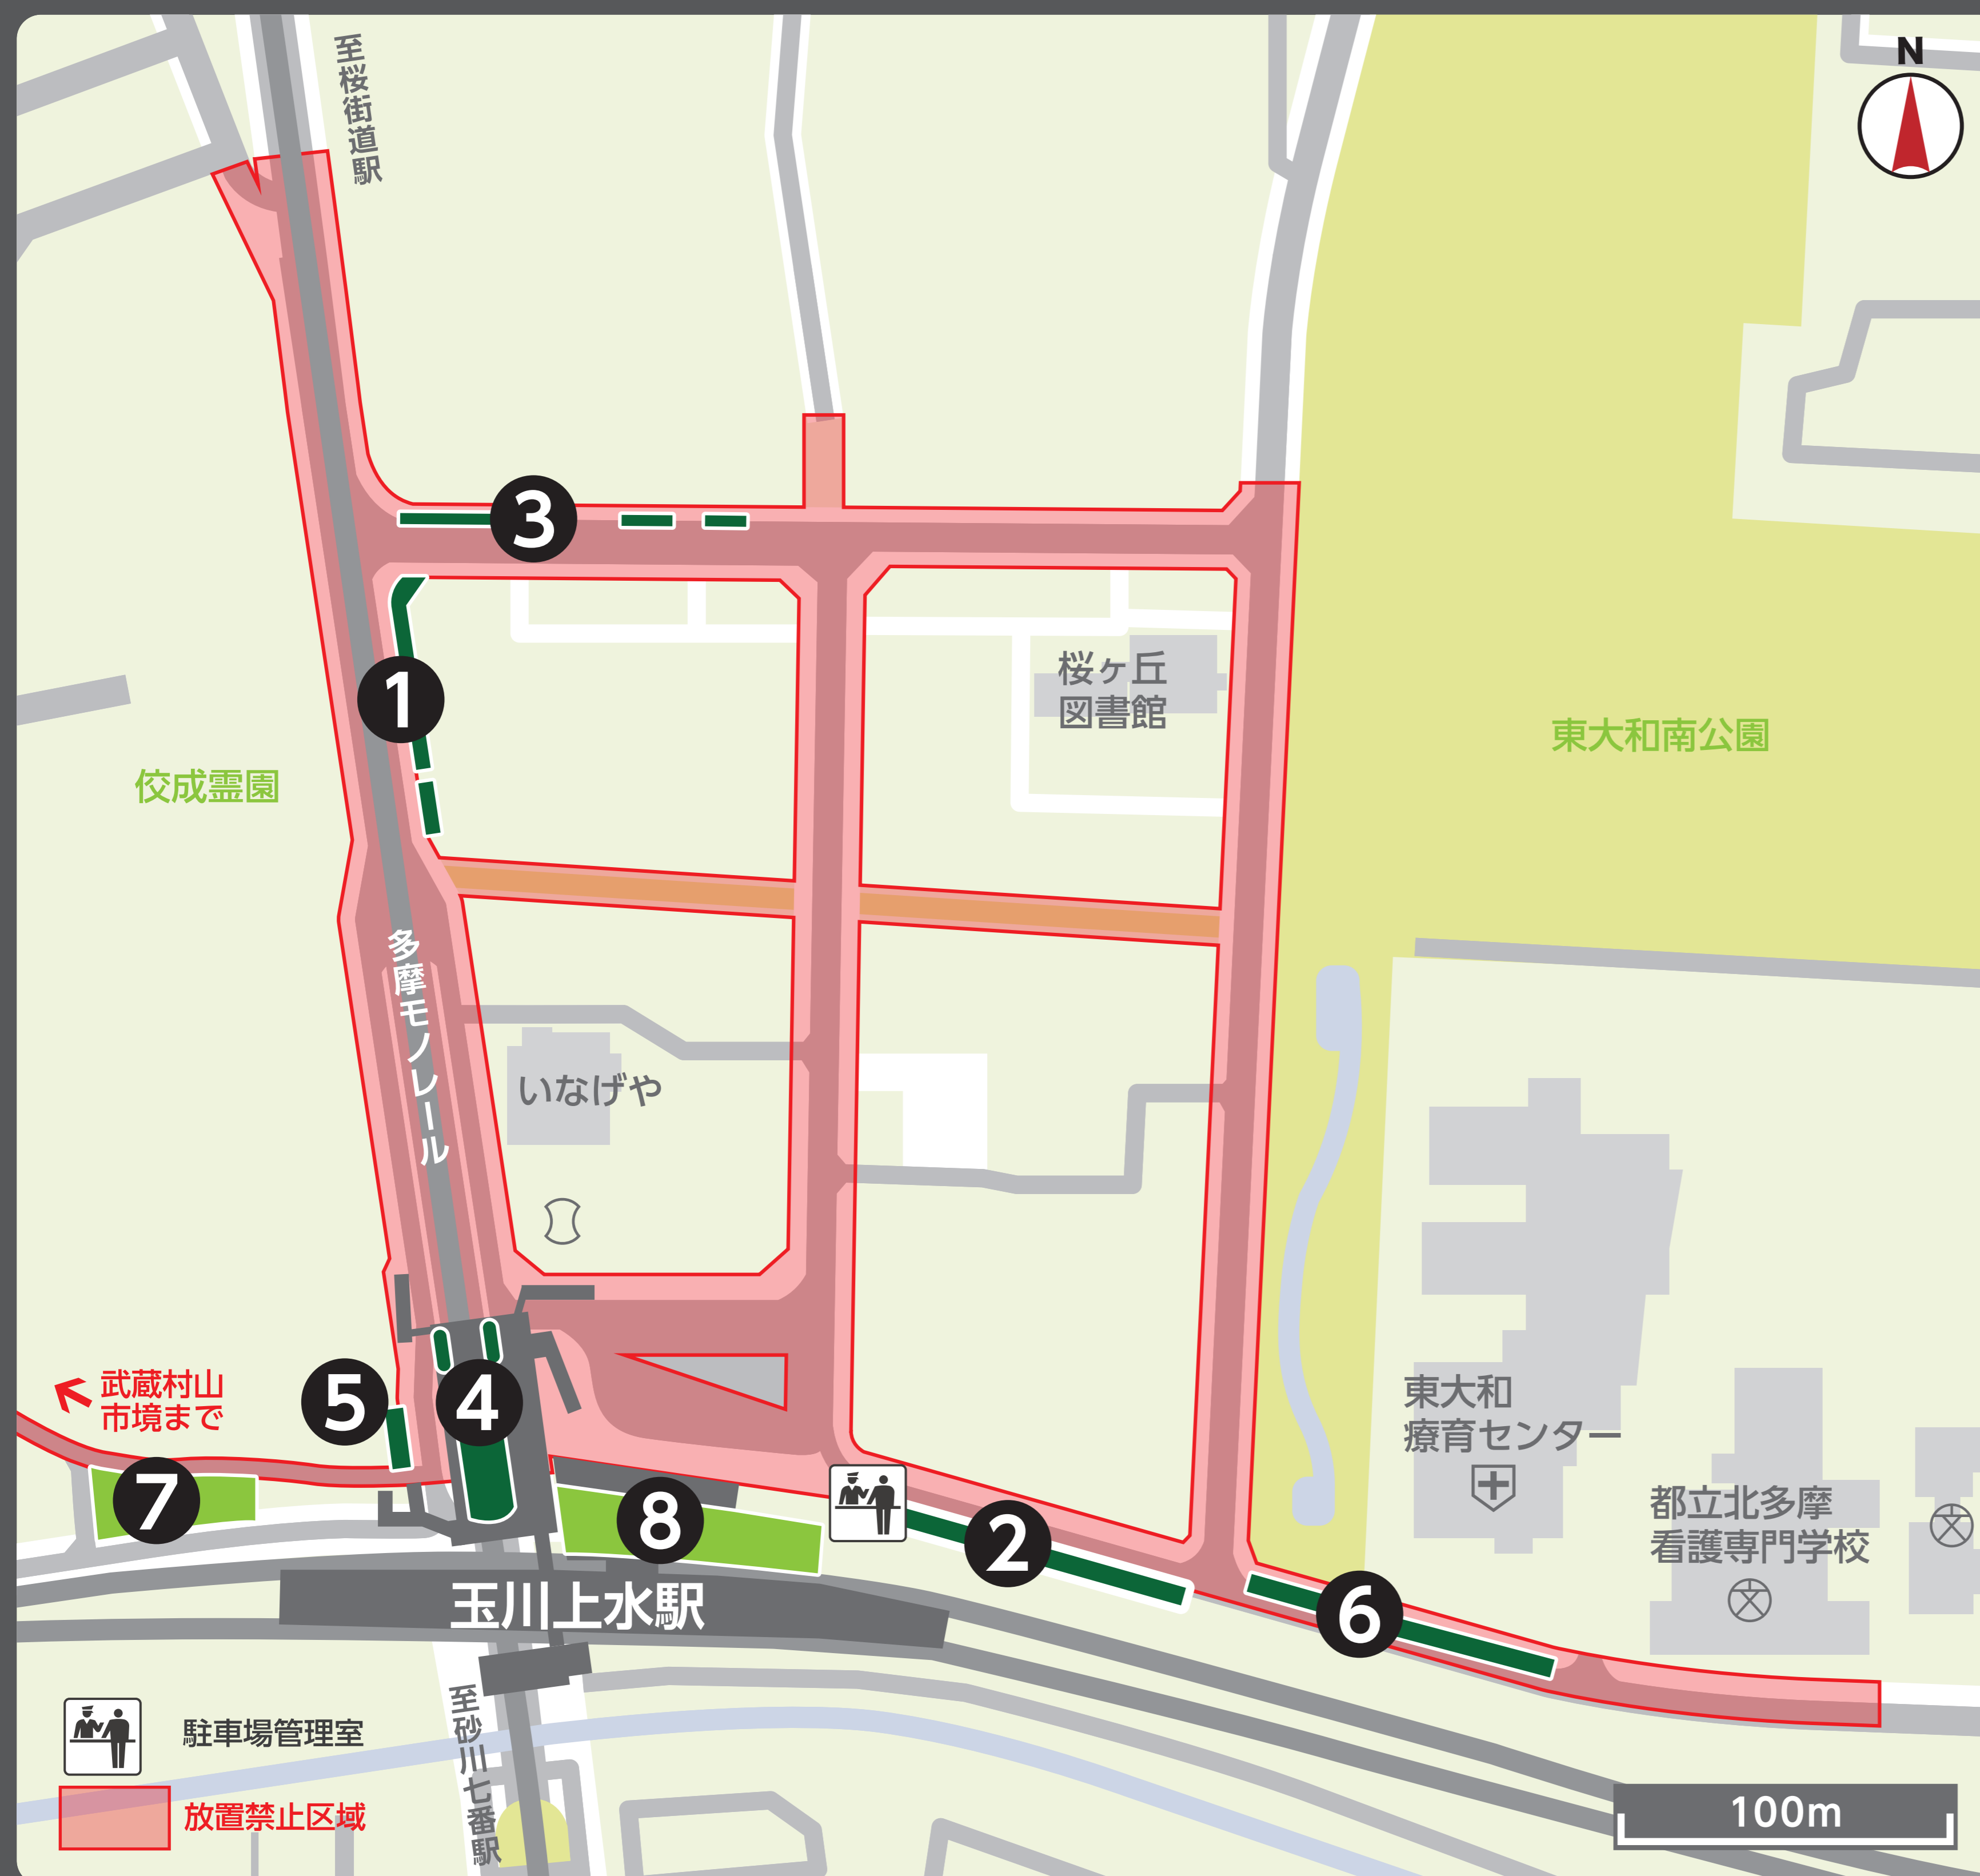 至桜街道駅
N
3
1
桜ヶ丘
図書館
東大和南公園
佼成霊園
多摩モノレール
いなげや
武蔵村山
市境まで
5
4
7
8
2
6
東大和
療育センター
都立北多摩
看護専門学校
玉川上水駅
至砂川七番駅
駐車場管理室
放置禁止区域
100m